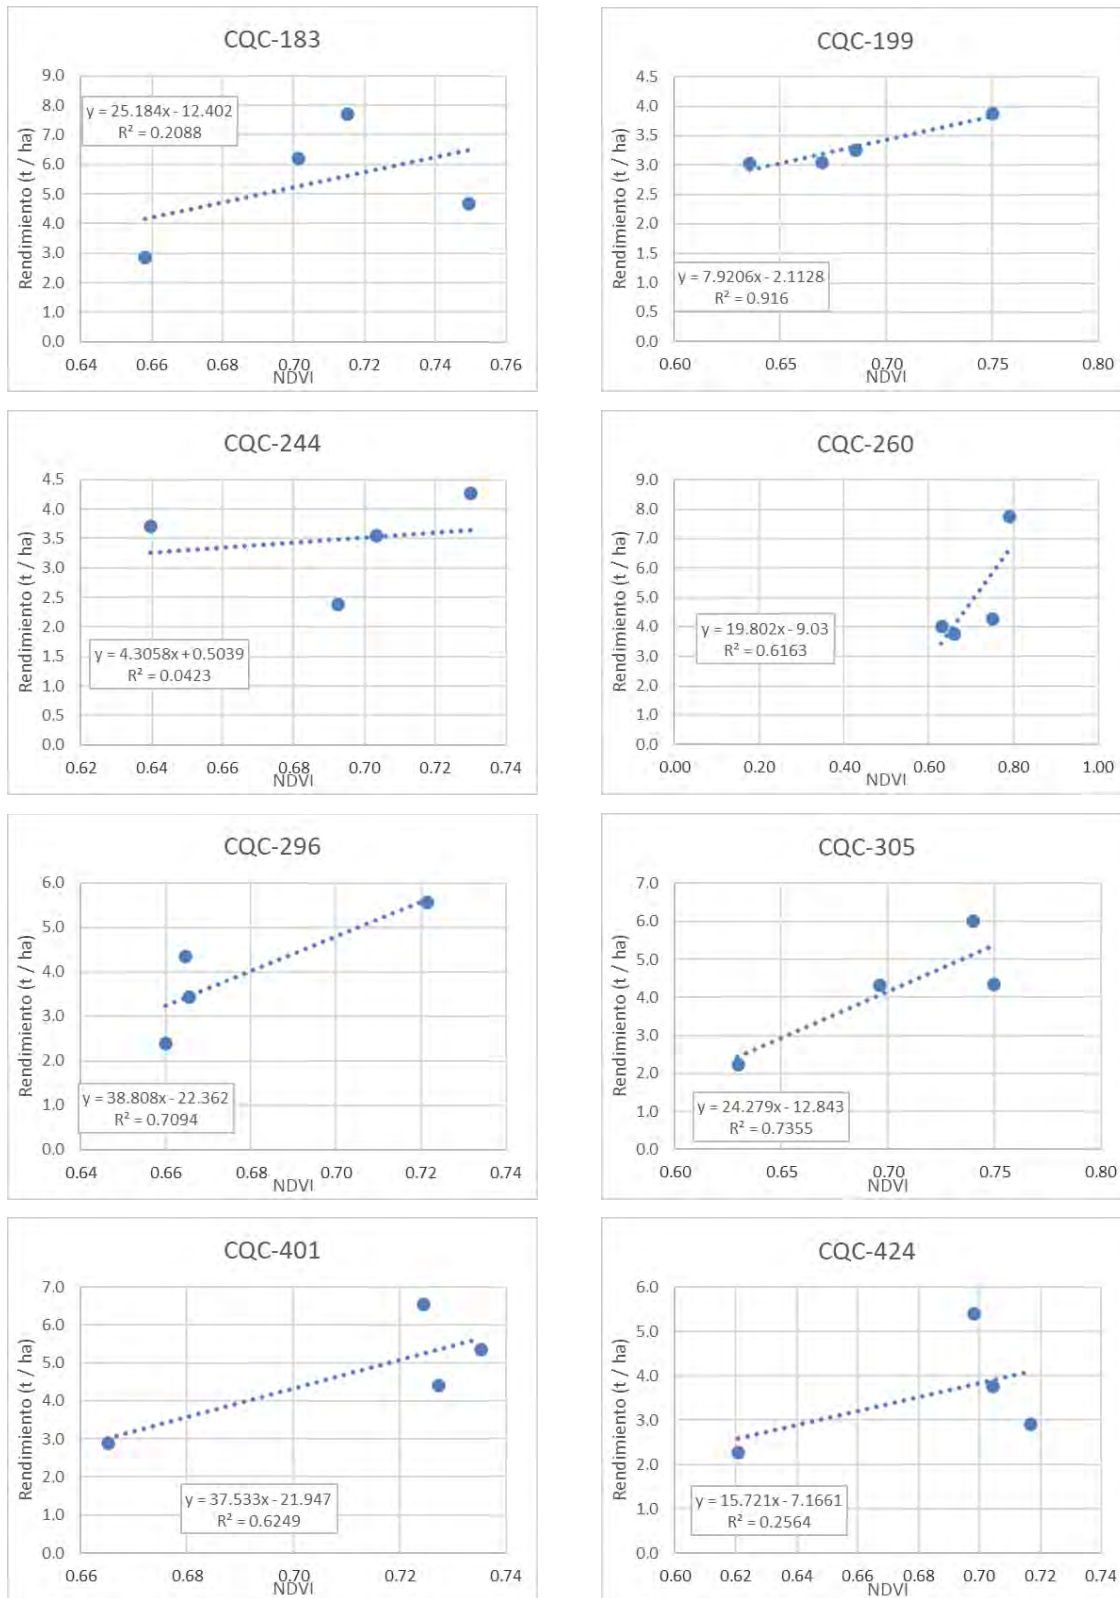 CQC-183
Rendimiento (t / ha)
9.0
8.0
7.0
6.0
5.0
4.0
3.0
2.0
1.0
0.0
y = 25.184x - 12.402
R² = 0.2088
0.64 0.66 0.68 0.70 0.72 0.74 0.76
NDVI
CQC-199
Rendimiento (t / ha)
4.5
4.0
3.5
3.0
2.5
2.0
1.5
1.0
0.5
0.0
y = 7.9206x - 2.1128
R² = 0.916
0.60 0.65 0.70 0.75 0.80
NDVI
CQC-244
Rendimiento (t / ha)
4.5
4.0
3.5
3.0
2.5
2.0
1.5
1.0
0.5
0.0
y = 4.3058x + 0.5039
R² = 0.0423
0.62 0.64 0.66 0.68 0.70 0.72 0.74
NDVI
CQC-260
Rendimiento (t / ha)
9.0
8.0
7.0
6.0
5.0
4.0
3.0
2.0
1.0
0.0
y = 19.802x - 9.03
R² = 0.6163
0.00 0.20 0.40 0.60 0.80 1.00
NDVI
CQC-296
Rendimiento (t / ha)
6.0
5.0
4.0
3.0
2.0
1.0
0.0
y = 38.808x - 22.362
R² = 0.7094
0.64 0.66 0.68 0.70 0.72 0.74
NDVI
CQC-305
Rendimiento (t / ha)
7.0
6.0
5.0
4.0
3.0
2.0
1.0
0.0
y = 24.279x - 12.843
R² = 0.7355
0.60 0.65 0.70 0.75 0.80
NDVI
CQC-401
Rendimiento (t / ha)
7.0
6.0
5.0
4.0
3.0
2.0
1.0
0.0
y = 37.533x - 21.947
R² = 0.6249
0.66 0.68 0.70 0.72 0.74
NDVI
CQC-424
Rendimiento (t / ha)
6.0
5.0
4.0
3.0
2.0
1.0
0.0
y = 15.721x - 7.1661
R² = 0.2564
0.60 0.62 0.64 0.66 0.68 0.70 0.72 0.74
NDVI